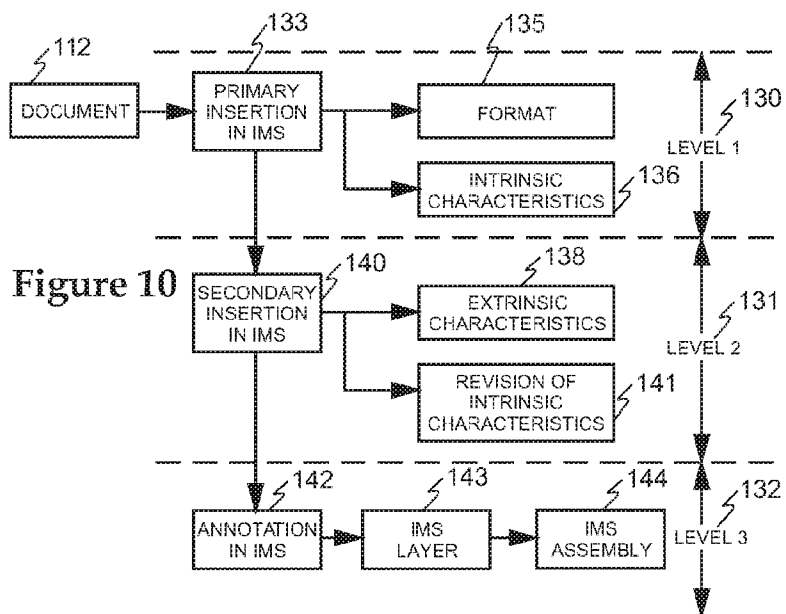 133
135
112
DOCUMENT
PRIMARY
INSERTION
IN IMS
FORMAT
130
LEVEL 1
INTRINSIC
CHARACTERISTICS
136
Figure 10
140
138
SECONDARY
INSERTION
IN IMS
EXTRINSIC
CHARACTERISTICS
131
LEVEL 2
REVISION OF
INTRINSIC
CHARACTERISTICS
141
142
143
144
132
ANNOTATION
IN IMS
IMS
LAYER
IMS
ASSEMBLY
LEVEL 3